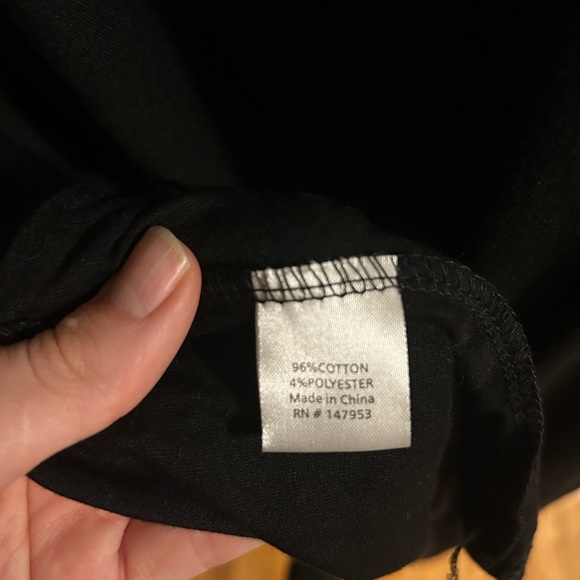 96%COTTON
4%POLYESTER
Made in China
RN # 147953